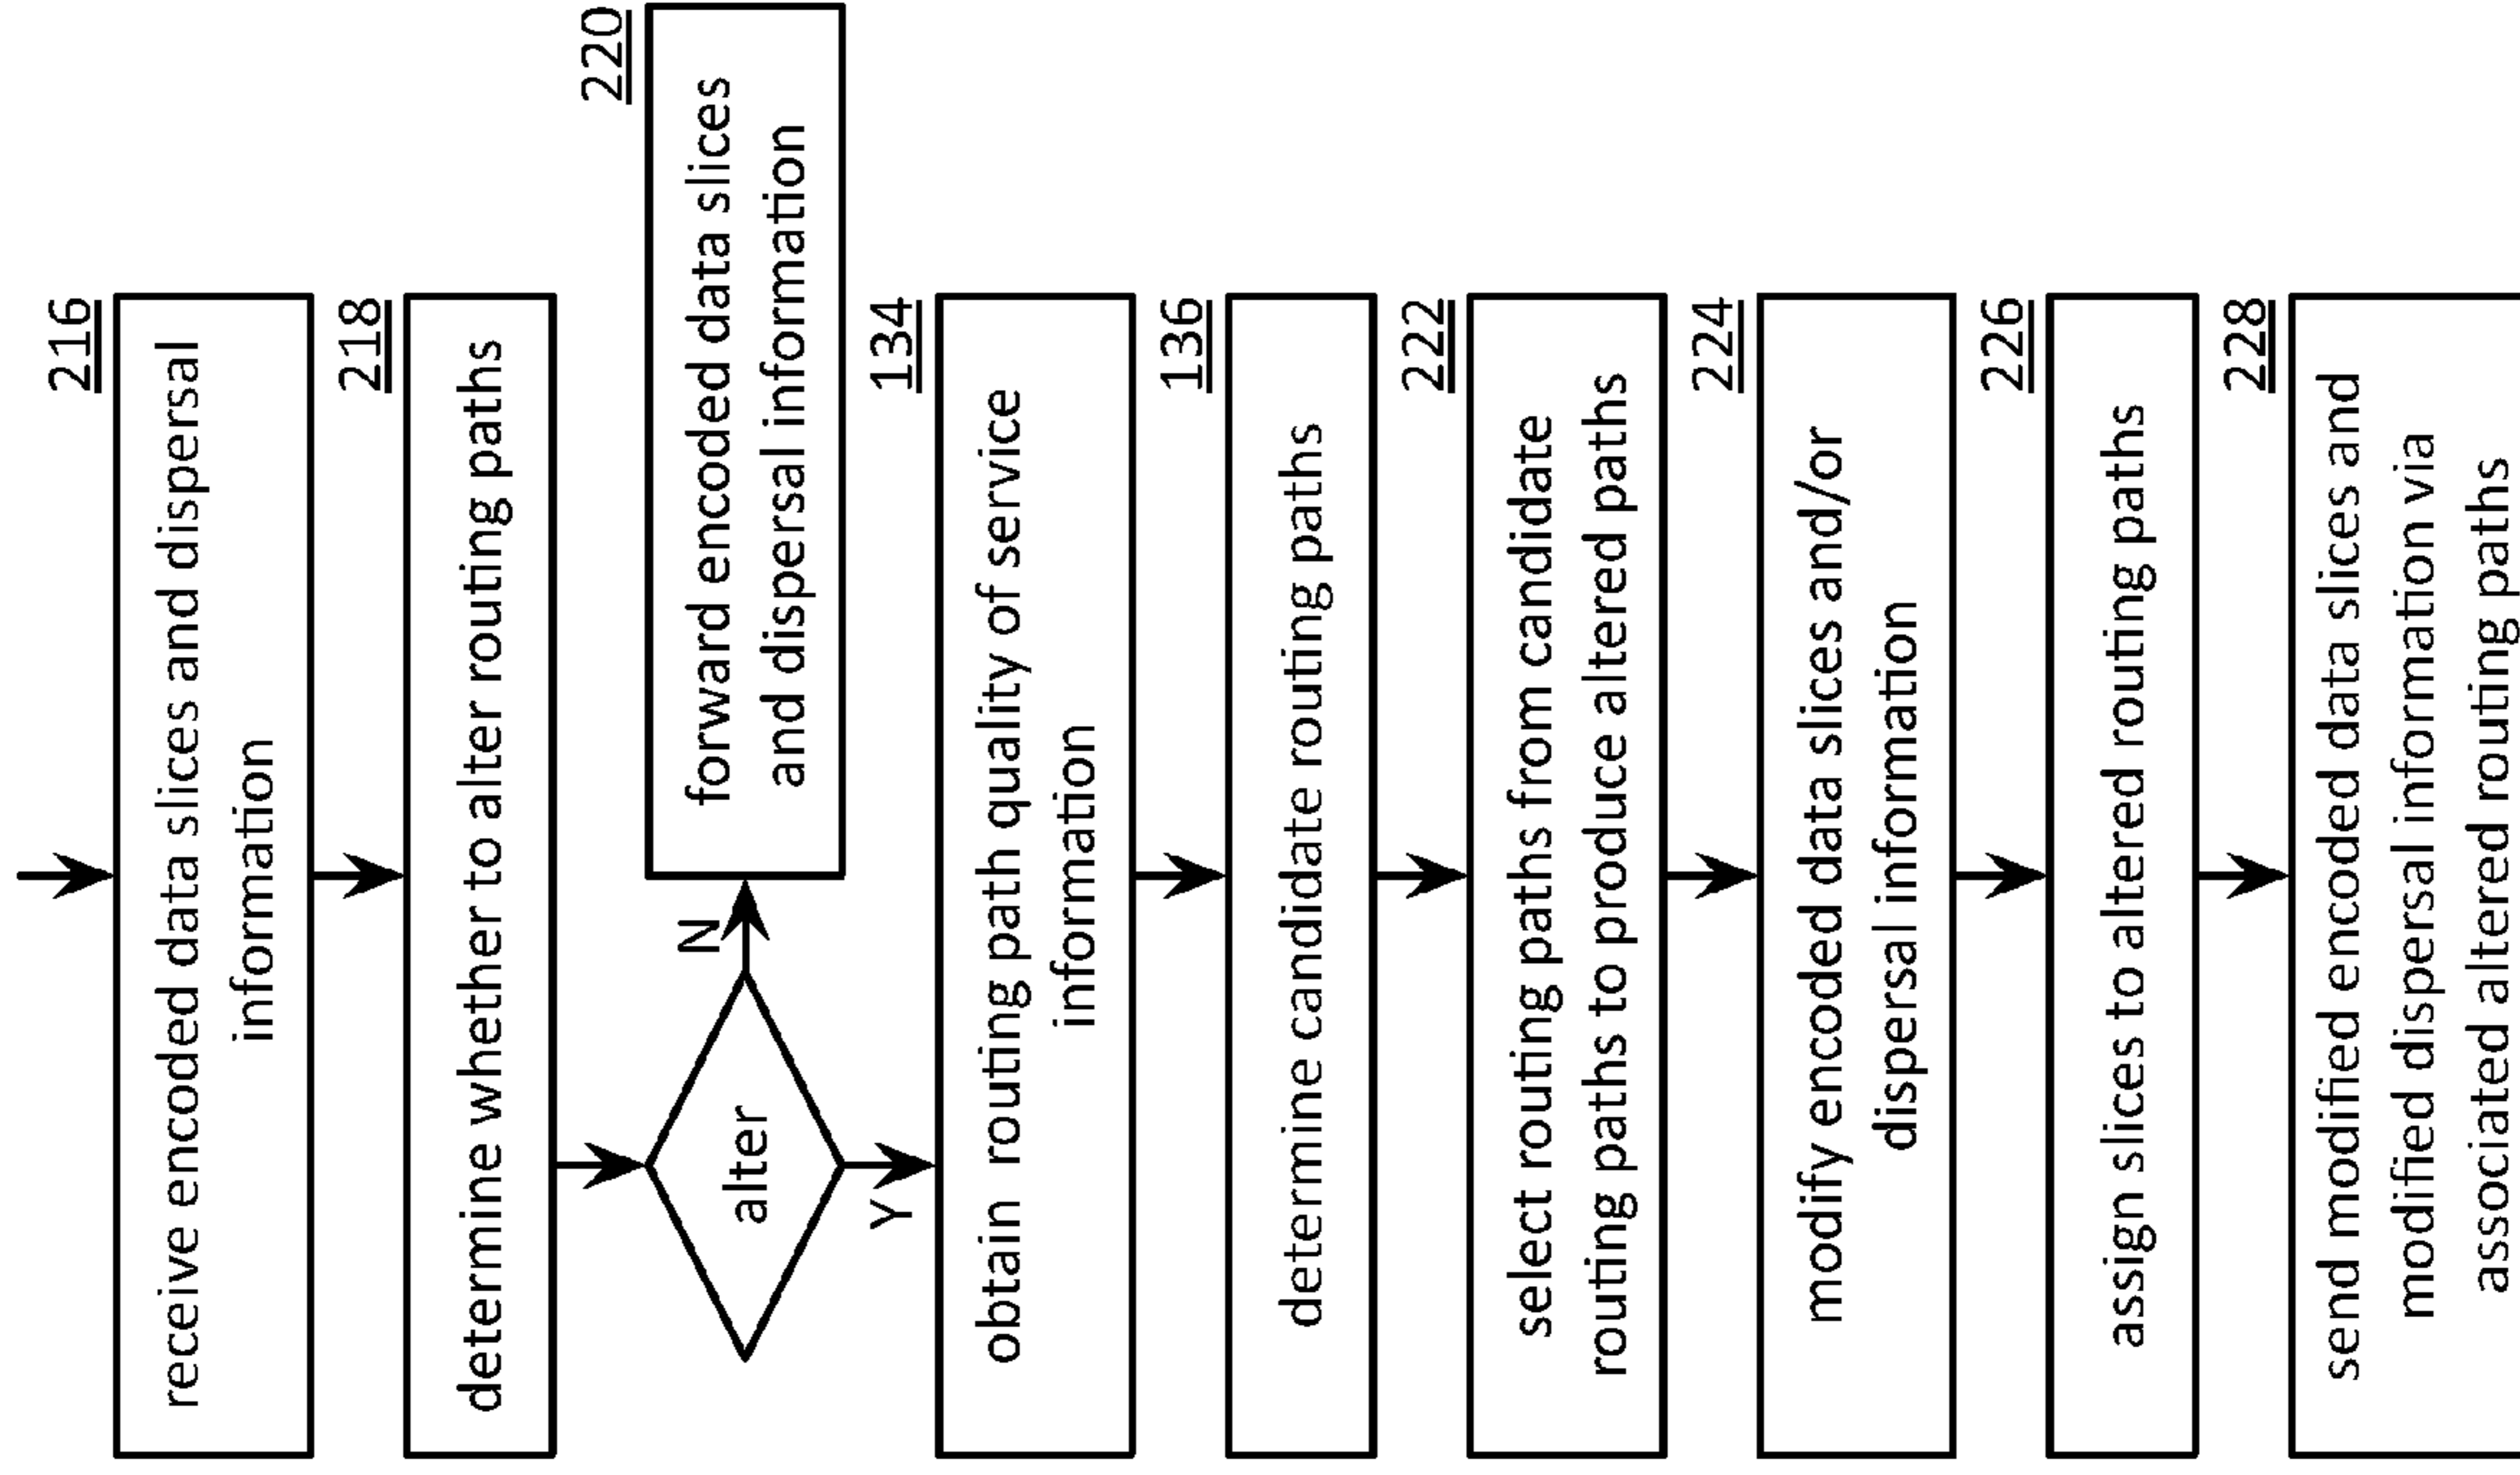 216
receive encoded data slices and dispersal
information
218
determine whether to alter routing paths
alter
N
220
forward encoded data slices
and dispersal information
Y
134
obtain routing path quality of service
information
136
determine candidate routing paths
222
select routing paths from candidate
routing paths to produce altered paths
224
modify encoded data slices and/or
dispersal information
226
assign slices to altered routing paths
228
send modified encoded data slices and
modified dispersal information via
associated altered routing paths